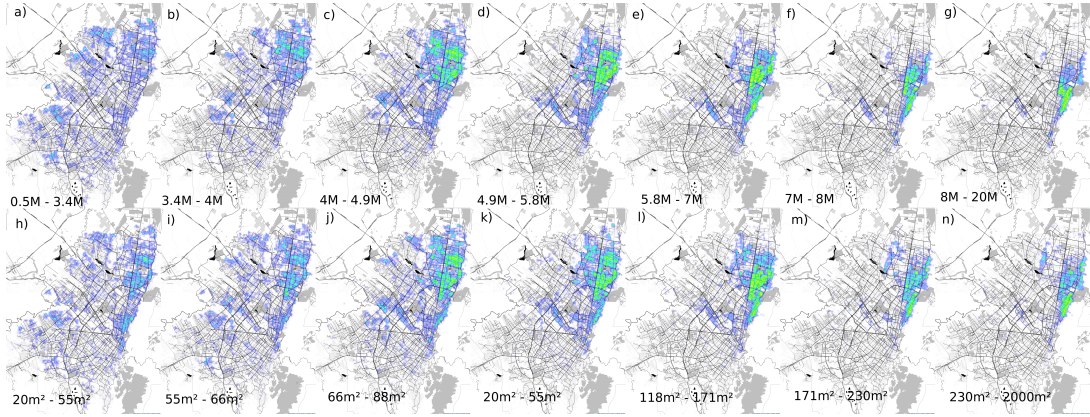 a) b) c) d) e) f) g)
0.5M - 3.4M 3.4M - 4M 4M - 4.9M 4.9M - 5.8M 5.8M - 7M 7M - 8M 8M - 20M
h) i) j) k) l) m) n)
20m² - 55m² 55m² - 66m² 66m² - 88m² 20m² - 55m² 118m² - 171m² 171m² - 230m² 230m² - 2000m²